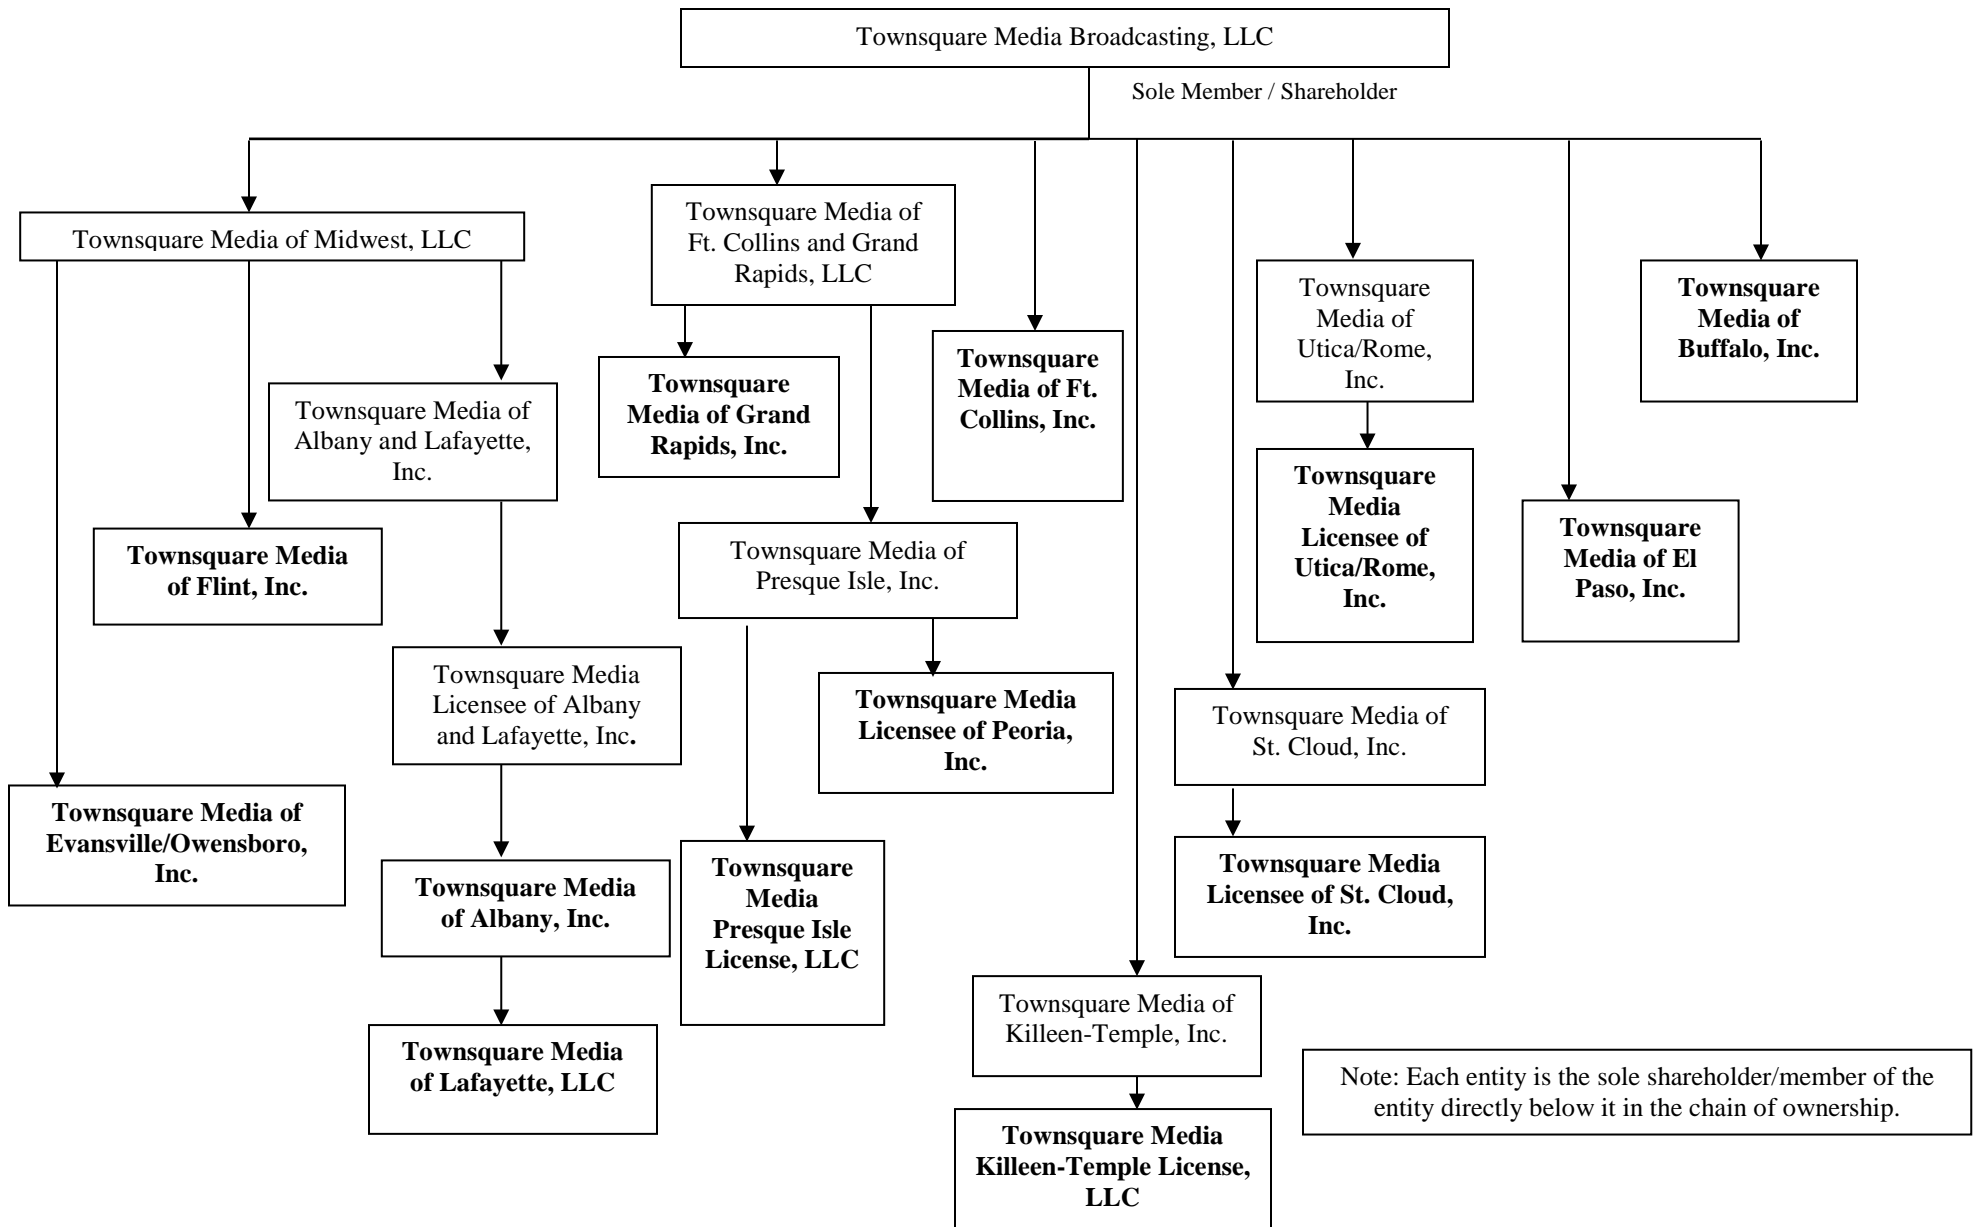 Townsquare Media Broadcasting, LLC
Sole Member / Shareholder
Townsquare Media of Midwest, LLC
Townsquare Media of
Ft. Collins and Grand
Rapids, LLC
Townsquare
Media of
Utica/Rome,
Inc.
Townsquare
Media of
Buffalo, Inc.
Townsquare Media of
Albany and Lafayette,
Inc.
Townsquare
Media of Grand
Rapids, Inc.
Townsquare
Media of Ft.
Collins, Inc.
Townsquare
Media
Licensee of
Utica/Rome,
Inc.
Townsquare
Media of El
Paso, Inc.
Townsquare Media
of Flint, Inc.
Townsquare Media of
Presque Isle, Inc.
Townsquare Media
Licensee of Albany
and Lafayette, Inc.
Townsquare Media
Licensee of Peoria,
Inc.
Townsquare Media of
St. Cloud, Inc.
Townsquare Media of
Evansville/Owensboro,
Inc.
Townsquare Media
of Albany, Inc.
Townsquare
Media
Presque Isle
License, LLC
Townsquare Media
Licensee of St. Cloud,
Inc.
Townsquare Media
of Lafayette, LLC
Townsquare Media of
Killeen-Temple, Inc.
Note: Each entity is the sole shareholder/member of the
entity directly below it in the chain of ownership.
Townsquare Media
Killeen-Temple License,
LLC